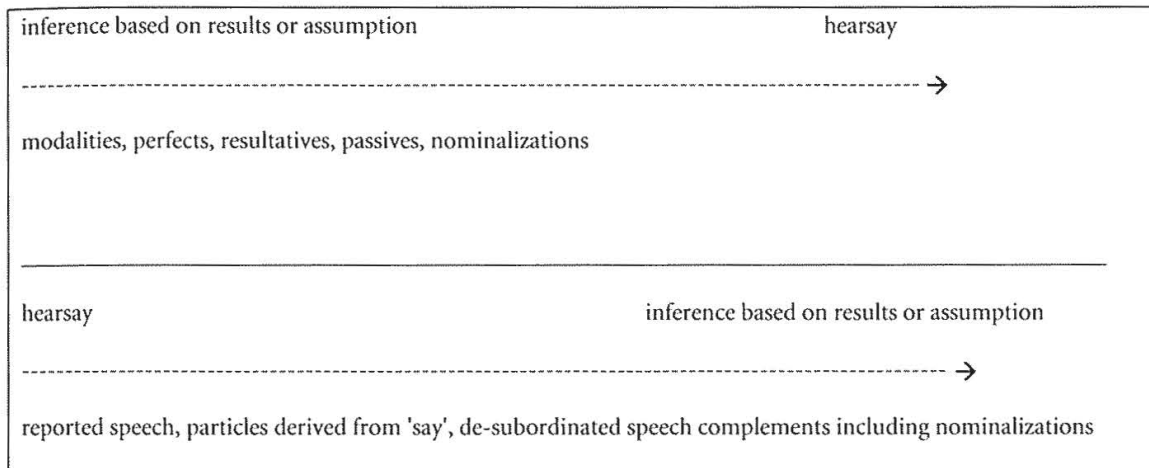 inference based on results or assumption hearsay
modalities, perfects, resultatives, passives, nominalizations
hearsay inference based on results or assumption
reported speech, particles derived from 'say', de-subordinated speech complements including nominalizations